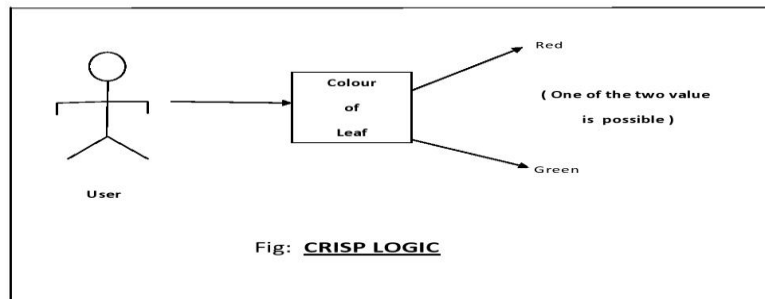 Red
Colour
of
Leaf
( One of the two value
is possible )
Green
User
Fig: CRISP LOGIC